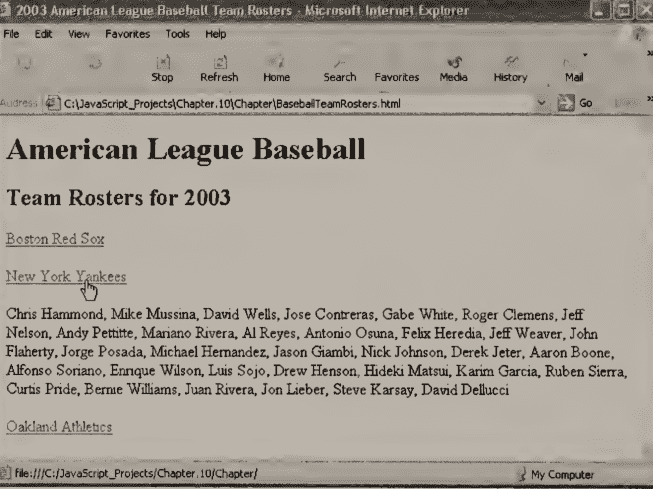 2003 American League Baseball Team Rosters - Microsoft Internet Explorer
File Edit View Favorites Tools Help
Stop Refresh Home Search Favorites Media History Mail
Address C:\JavaScript_Projects\Chapter.10\Chapter\BaseballTeamRosters.html Go
American League Baseball
Team Rosters for 2003
Boston Red Sox
New York Yankees
Chris Hammond, Mike Mussina, David Wells, Jose Contreras, Gabe White, Roger Clemens, Jeff
Nelson, Andy Pettitte, Mariano Rivera, Al Reyes, Antonio Osuna, Felix Heredia, Jeff Weaver, John
Flaherty, Jorge Posada, Michael Hernandez, Jason Giambi, Nick Johnson, Derek Jeter, Aaron Boone,
Alfonso Soriano, Enrique Wilson, Luis Sojo, Drew Henson, Hideki Matsui, Karim Garcia, Ruben Sierra,
Curtis Pride, Bernie Williams, Juan Rivera, Jon Lieber, Steve Karsay, David Dellucci
Oakland Athletics
file:///C:/JavaScript_Projects/Chapter.10/Chapter/ My Computer